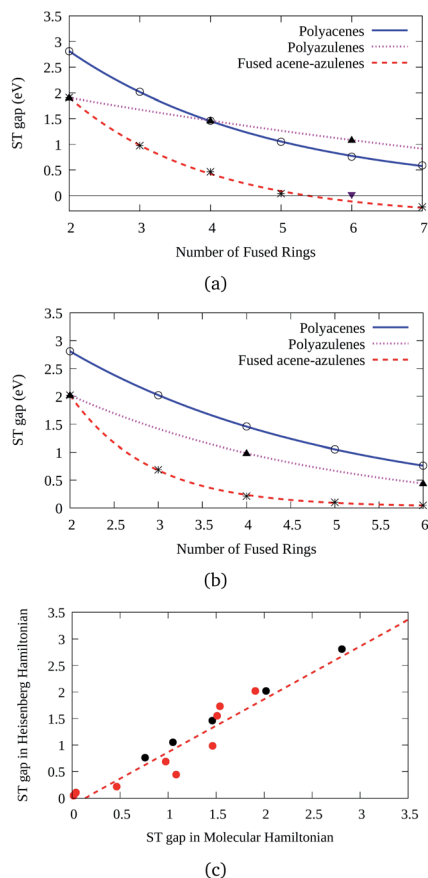 3.5
3
2.5
2
1.5
1
0.5
0
ST gap (eV)
Polyacenes
Polyazulenes
Fused acene-azulenes
2 3 4 5 6 7
Number of Fused Rings
(a)
3.5
3
2.5
2
1.5
1
0.5
0
ST gap (eV)
Polyacenes
Polyazulenes
Fused acene-azulenes
2 2.5 3 3.5 4 4.5 5 5.5 6
Number of Fused Rings
(b)
3.5
3
2.5
2
1.5
1
0.5
0
ST gap in Heisenberg Hamiltonian
0 0.5 1 1.5 2 2.5 3 3.5
ST gap in Molecular Hamiltonian
(c)